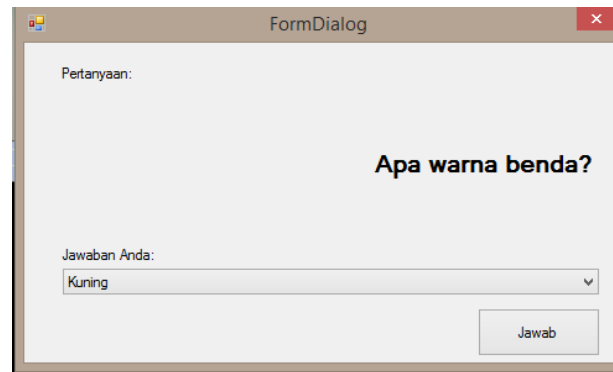 FormDialog
Pertanyaan:
Apa warna benda?
Jawaban Anda:
Kuning
Jawab